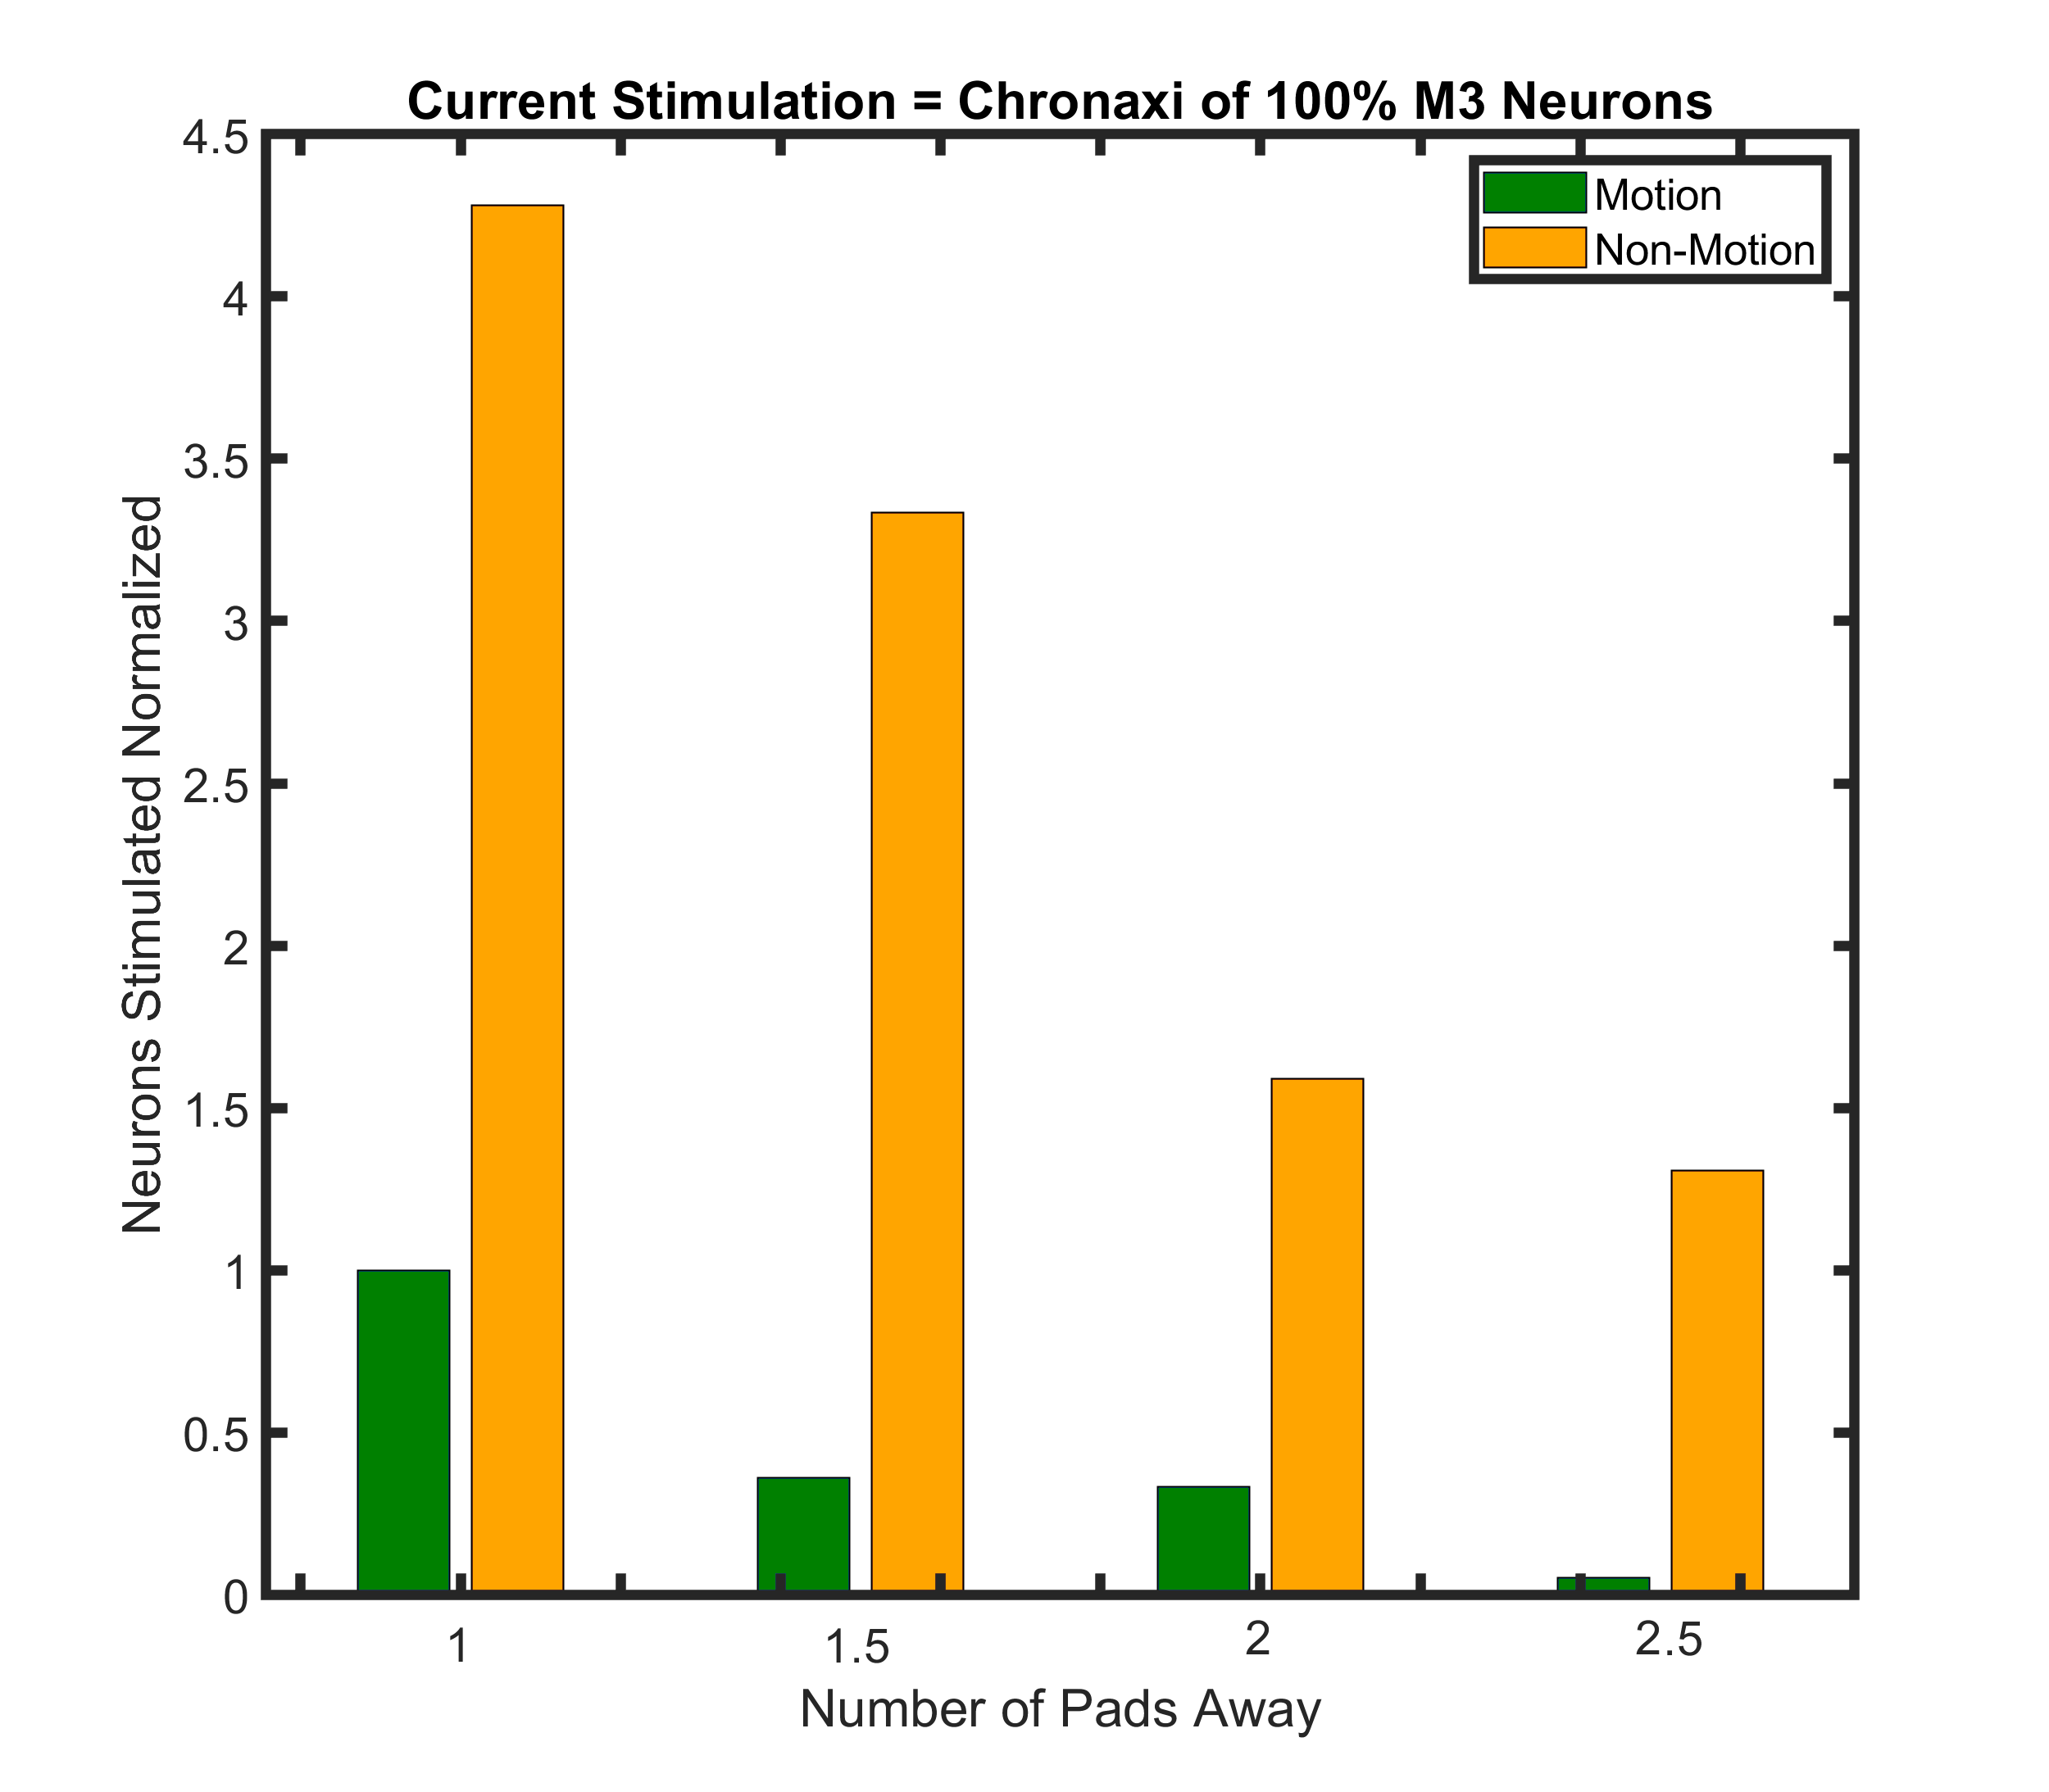 Current Stimulation = Chronaxi of 100% M3 Neurons
Motion
Non-Motion
Neurons Stimulated Normalized
4.5
4
3.5
3
2.5
2
1.5
1
0.5
0
1
1.5
2
2.5
Number of Pads Away